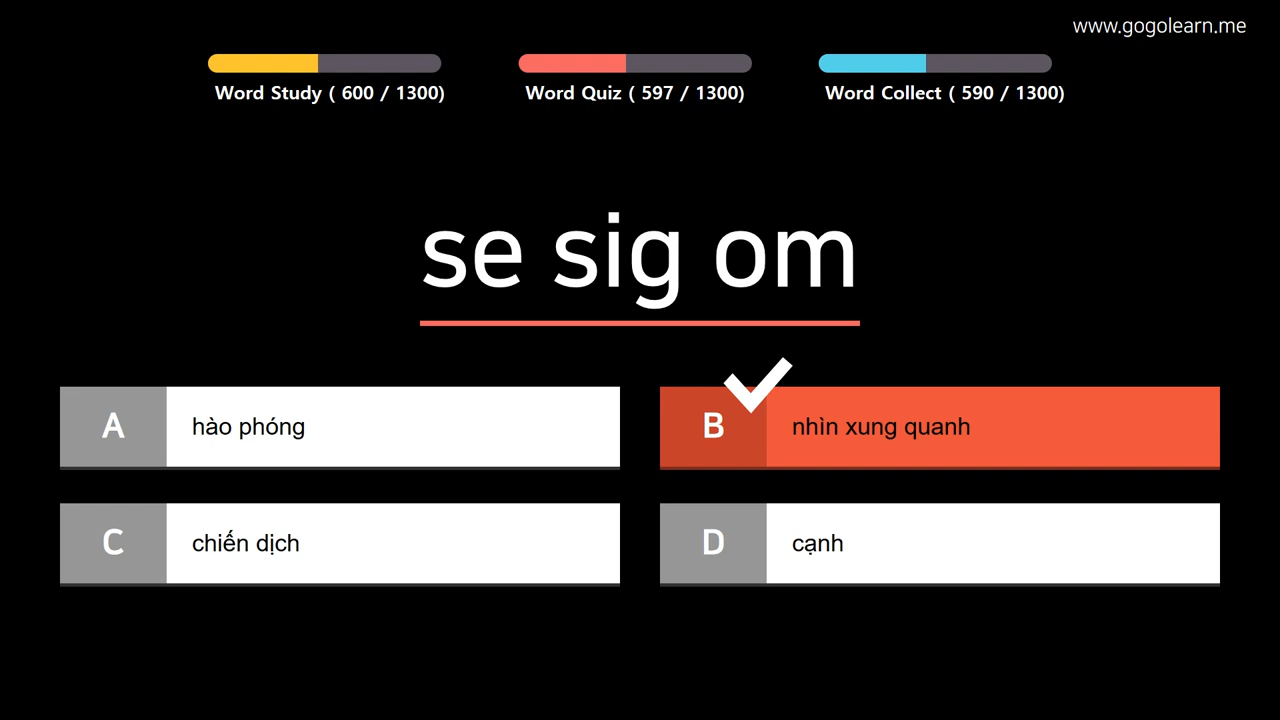 www.gogolearn.me
Word Study ( 600 / 1300)
Word Quiz ( 597 / 1300)
Word Collect ( 590 / 1300)
se sig om
A hào phóng
B nhìn xung quanh
C chiến dịch
D cạnh